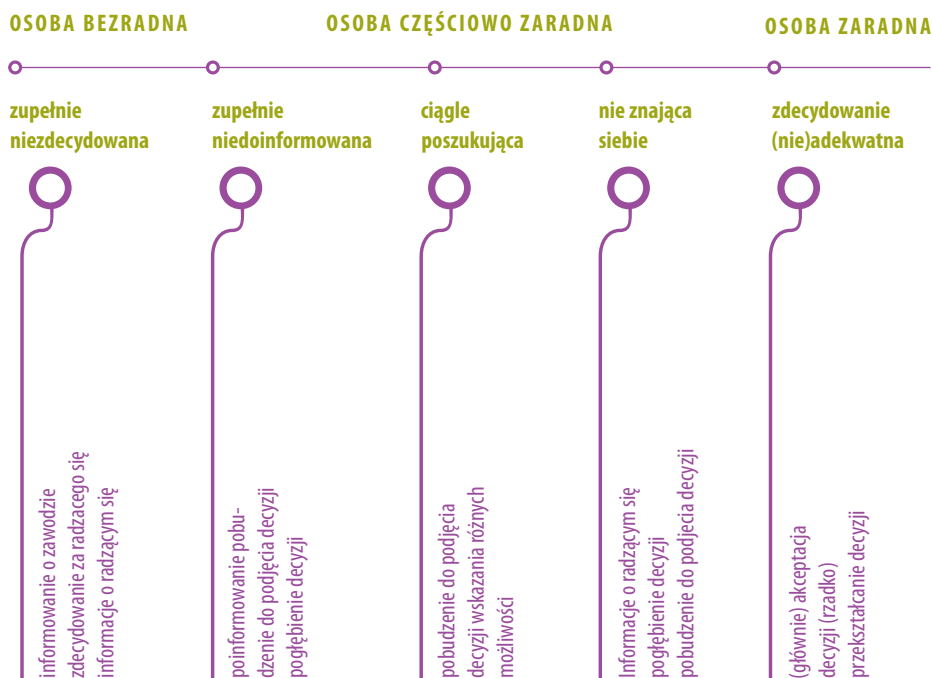 OSOBA BEZRADNA
OSOBA CZĘŚCIOWO ZARADNA
OSOBA ZARADNA
zupełnie
niezdecydowana
zupełnie
niedoinformowana
ciągle
poszukująca
nie znająca
siebie
zdecydowanie
(nie)adekwatna
informowanie o zawodzie
zdecydowanie za radzacego się
informacje o radzącym się
poinformowanie pobu-
dzenie do podjęcia decyzji
pogłębienie decyzji
pobudzenie do podjęcia
decyzji wskazania różnych
możliwości
Informacje o radzącym się
pogłębienie decyzji
pobudzenie do podjecia decyzji
(głównie) akceptacja
decyzji (rzadko)
przekształcanie decyzji